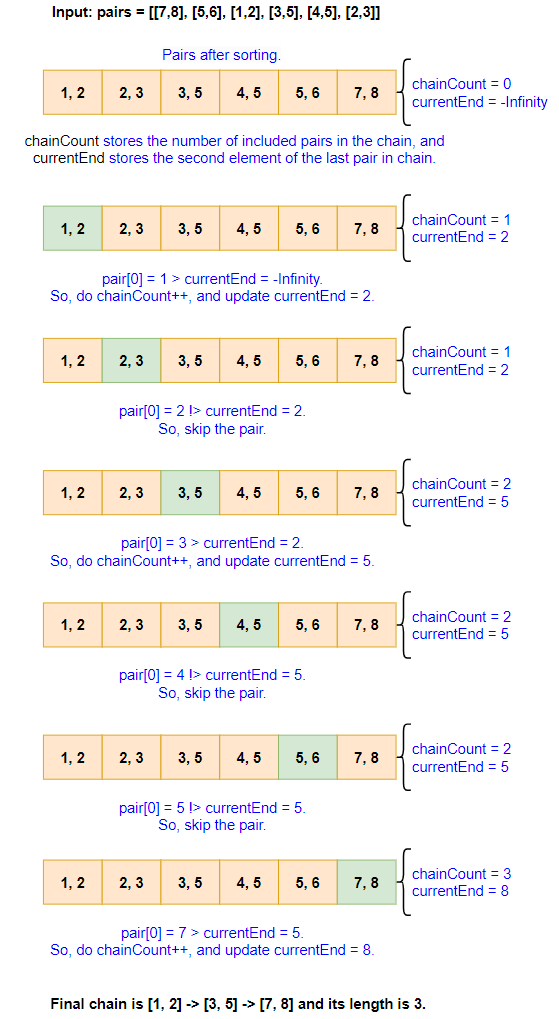 Input: pairs = [[7,8], [5,6], [1,2], [3,5], [4,5], [2,3]]
Pairs after sorting.
1, 2 2, 3 3, 5 4, 5 5, 6 7, 8
chainCount = 0
currentEnd = -Infinity
chainCount stores the number of included pairs in the chain, and
currentEnd stores the second element of the last pair in chain.
1, 2 2, 3 3, 5 4, 5 5, 6 7, 8
chainCount = 1
currentEnd = 2
pair[0] = 1 > currentEnd = -Infinity.
So, do chainCount++, and update currentEnd = 2.
1, 2 2, 3 3, 5 4, 5 5, 6 7, 8
chainCount = 1
currentEnd = 2
pair[0] = 2 !> currentEnd = 2.
So, skip the pair.
1, 2 2, 3 3, 5 4, 5 5, 6 7, 8
chainCount = 2
currentEnd = 5
pair[0] = 3 > currentEnd = 2.
So, do chainCount++, and update currentEnd = 5.
1, 2 2, 3 3, 5 4, 5 5, 6 7, 8
chainCount = 2
currentEnd = 5
pair[0] = 4 !> currentEnd = 5.
So, skip the pair.
1, 2 2, 3 3, 5 4, 5 5, 6 7, 8
chainCount = 2
currentEnd = 5
pair[0] = 5 !> currentEnd = 5.
So, skip the pair.
1, 2 2, 3 3, 5 4, 5 5, 6 7, 8
chainCount = 3
currentEnd = 8
pair[0] = 7 > currentEnd = 5.
So, do chainCount++, and update currentEnd = 8.
Final chain is [1, 2] -> [3, 5] -> [7, 8] and its length is 3.